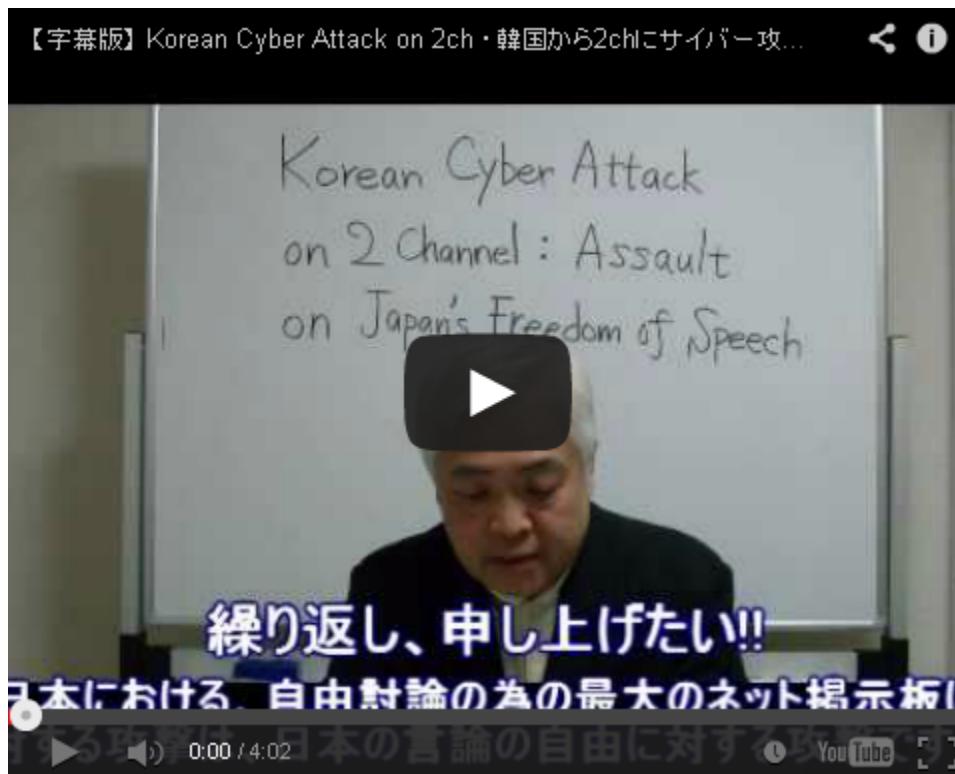 【字幕版】Korean Cyber Attack on 2ch・韓国から2chにサイバー攻...
Korean Cyber Attack
on 2 Channel : Assault
on Japan's Freedom of Speech
繰り返し、申し上げたい!!
日本における、自由討論の為の最大のネット掲示板に
対する攻撃は、日本の言論の自由に対する攻撃です
0:00 / 4:02
YouTube